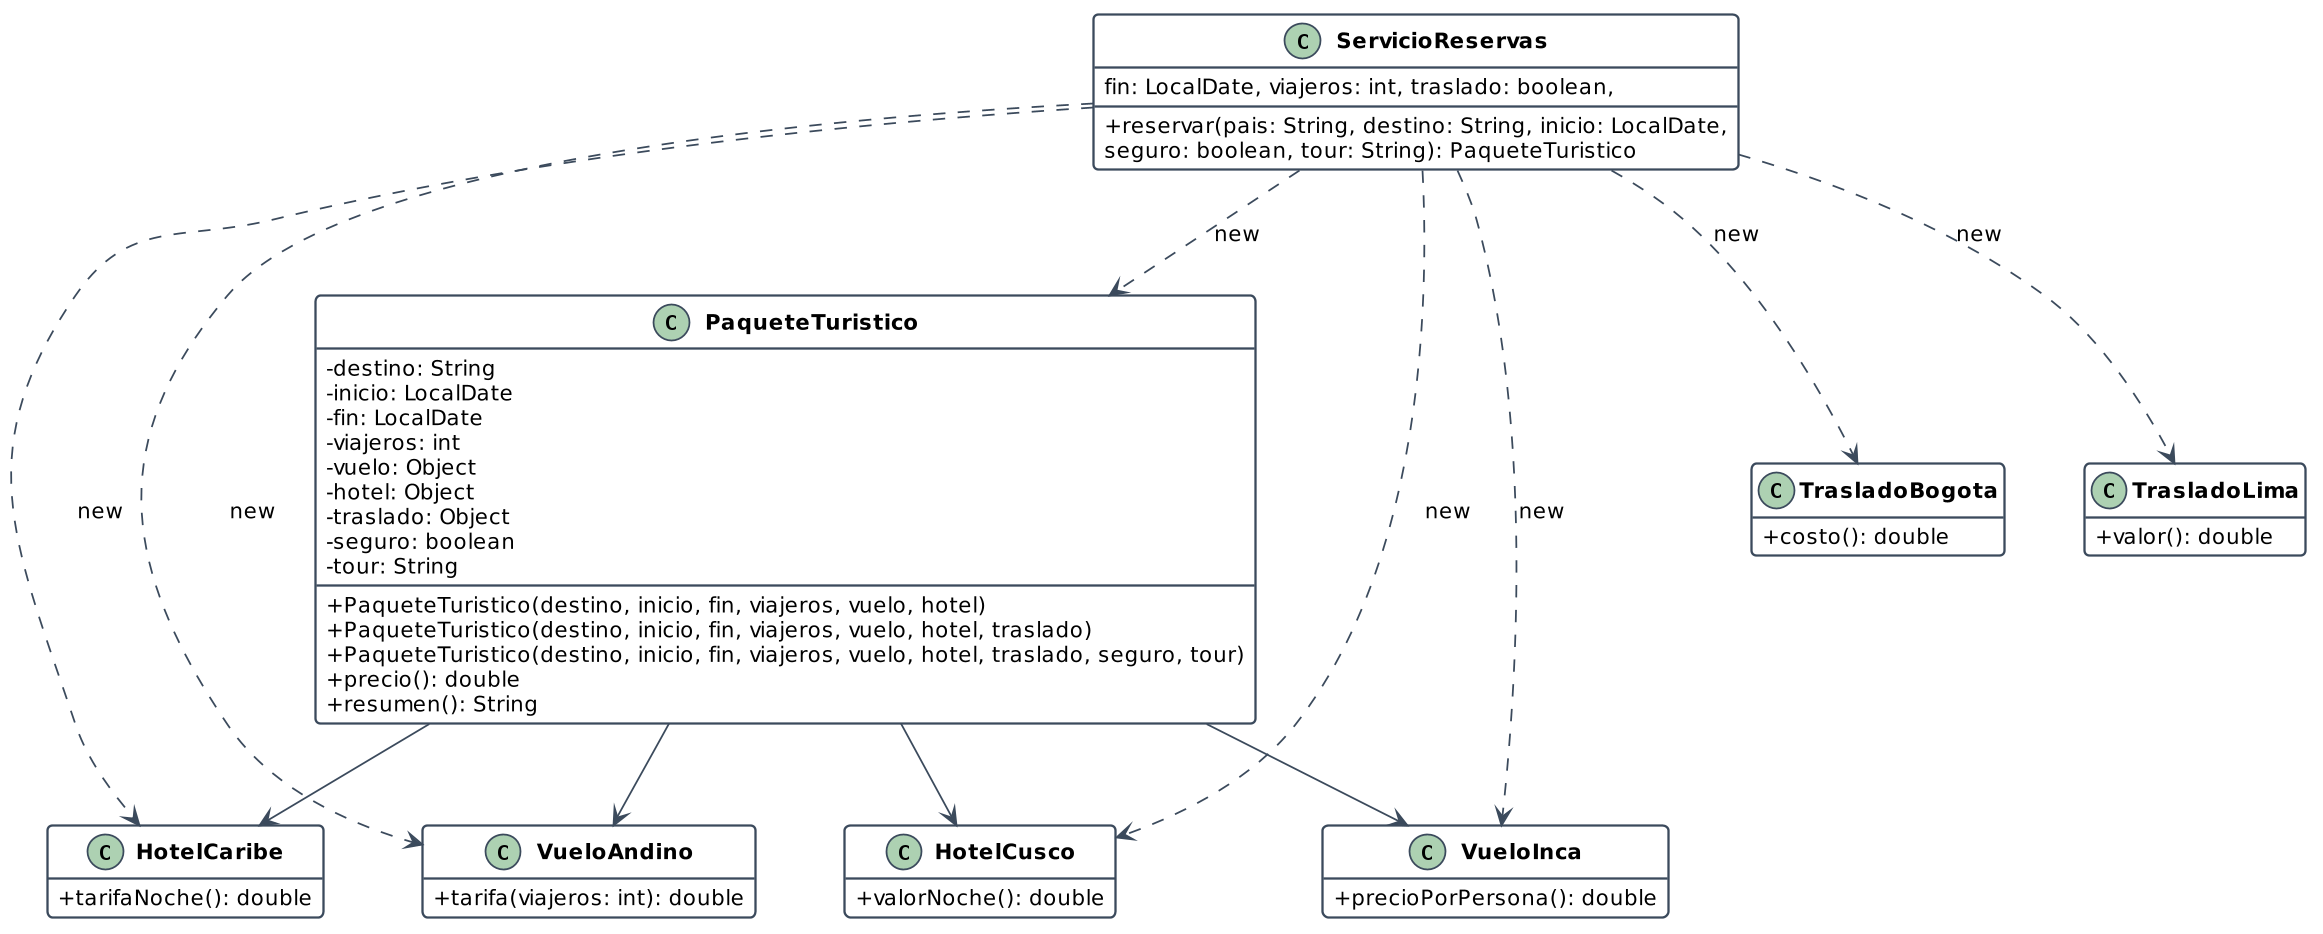 C ServicioReservas
fin: LocalDate, viajeros: int, traslado: boolean,
+reservar(pais: String, destino: String, inicio: LocalDate,
seguro: boolean, tour: String): PaqueteTuristico
new
new
new
C PaqueteTuristico
-destino: String
-inicio: LocalDate
-fin: LocalDate
-viajeros: int
-vuelo: Object
-hotel: Object
-traslado: Object
-seguro: boolean
-tour: String
+PaqueteTuristico(destino, inicio, fin, viajeros, vuelo, hotel)
+PaqueteTuristico(destino, inicio, fin, viajeros, vuelo, hotel, traslado)
+PaqueteTuristico(destino, inicio, fin, viajeros, vuelo, hotel, traslado, seguro, tour)
+precio(): double
+resumen(): String
new
new
new
new
C TrasladoBogota
+costo(): double
C TrasladoLima
+valor(): double
C HotelCaribe
+tarifaNoche(): double
C VueloAndino
+tarifa(viajeros: int): double
C HotelCusco
+valorNoche(): double
C VueloInca
+precioPorPersona(): double